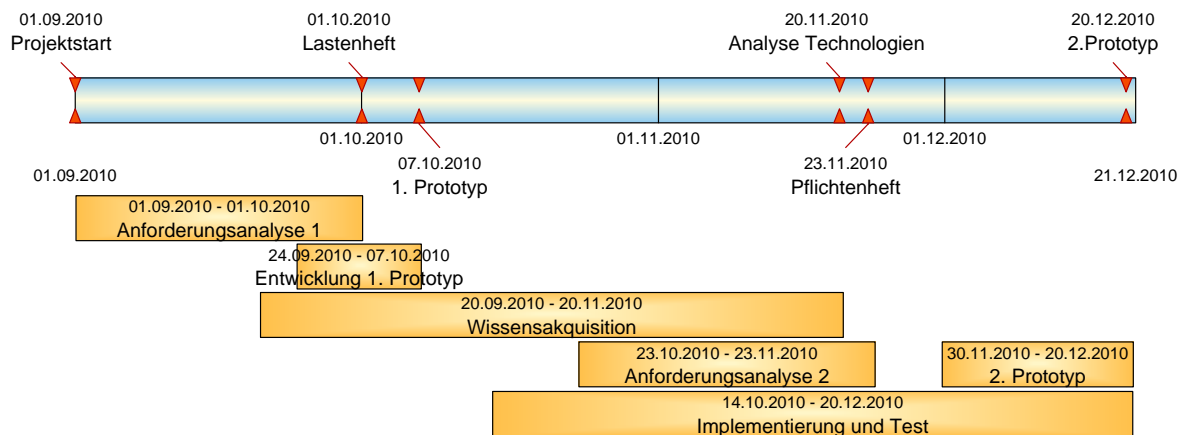 01.09.2010
Projektstart
01.10.2010
Lastenheft
20.11.2010
Analyse Technologien
20.12.2010
2.Prototyp
01.10.2010
01.11.2010
01.12.2010
07.10.2010
1. Prototyp
23.11.2010
Pflichtenheft
01.09.2010
21.12.2010
01.09.2010 - 01.10.2010
Anforderungsanalyse 1
24.09.2010 - 07.10.2010
Entwicklung 1. Prototyp
20.09.2010 - 20.11.2010
Wissensakquisition
23.10.2010 - 23.11.2010
Anforderungsanalyse 2
30.11.2010 - 20.12.2010
2. Prototyp
14.10.2010 - 20.12.2010
Implementierung und Test